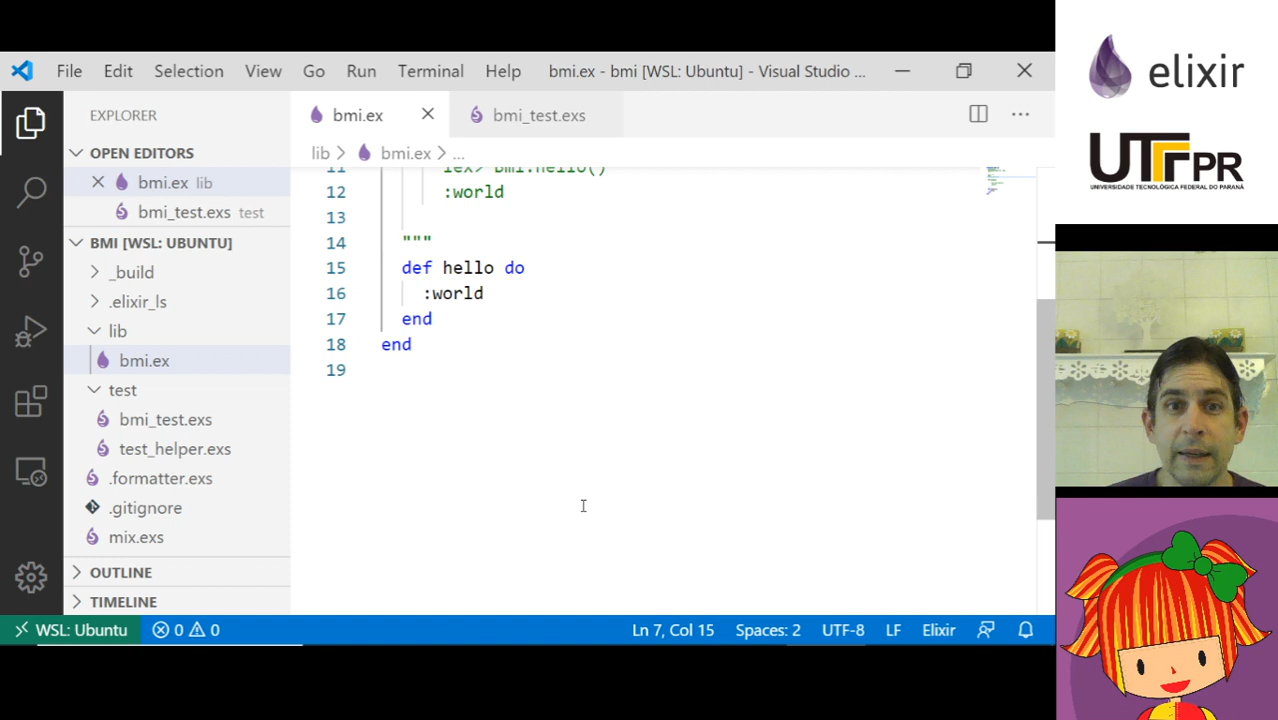 File Edit Selection View Go Run Terminal Help bmi.ex - bmi [WSL: Ubuntu] - Visual Studio ...
elixir
UTFPR
UNIVERSIDADE TECNOLÓGICA FEDERAL DO PARANÁ
EXPLORER
OPEN EDITORS
bmi.ex lib
bmi_test.exs test
BMI [WSL: UBUNTU]
_build
.elixir_ls
lib
bmi.ex
test
bmi_test.exs
test_helper.exs
.formatter.exs
.gitignore
mix.exs
OUTLINE
TIMELINE
bmi.ex bmi_test.exs
lib > bmi.ex > ...
11 iex> Bmi.hello()
12 :world
13
14 """
15 def hello do
16 :world
17 end
18 end
19
WSL: Ubuntu 0 0 Ln 7, Col 15 Spaces: 2 UTF-8 LF Elixir